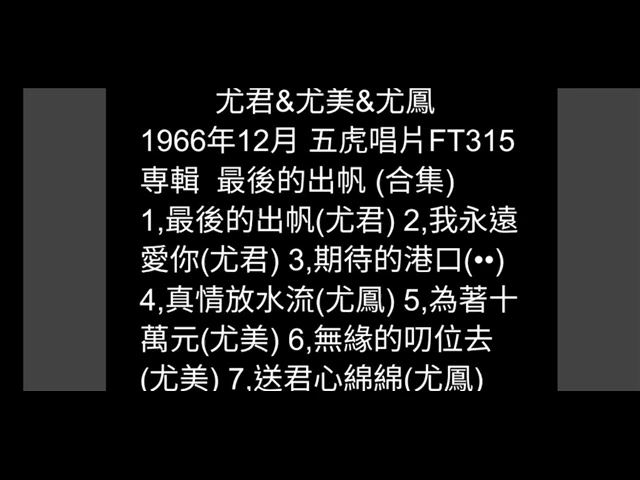 尤君&尤美&尤鳳
1966年12月 五虎唱片FT315
専輯 最後的出帆 (合集)
1,最後的出帆(尤君) 2,我永遠
愛你(尤君) 3,期待的港口(••)
4,真情放水流(尤鳳) 5,為著十
萬元(尤美) 6,無緣的叨位去
(尤美) 7,送君心綿綿(尤鳳)